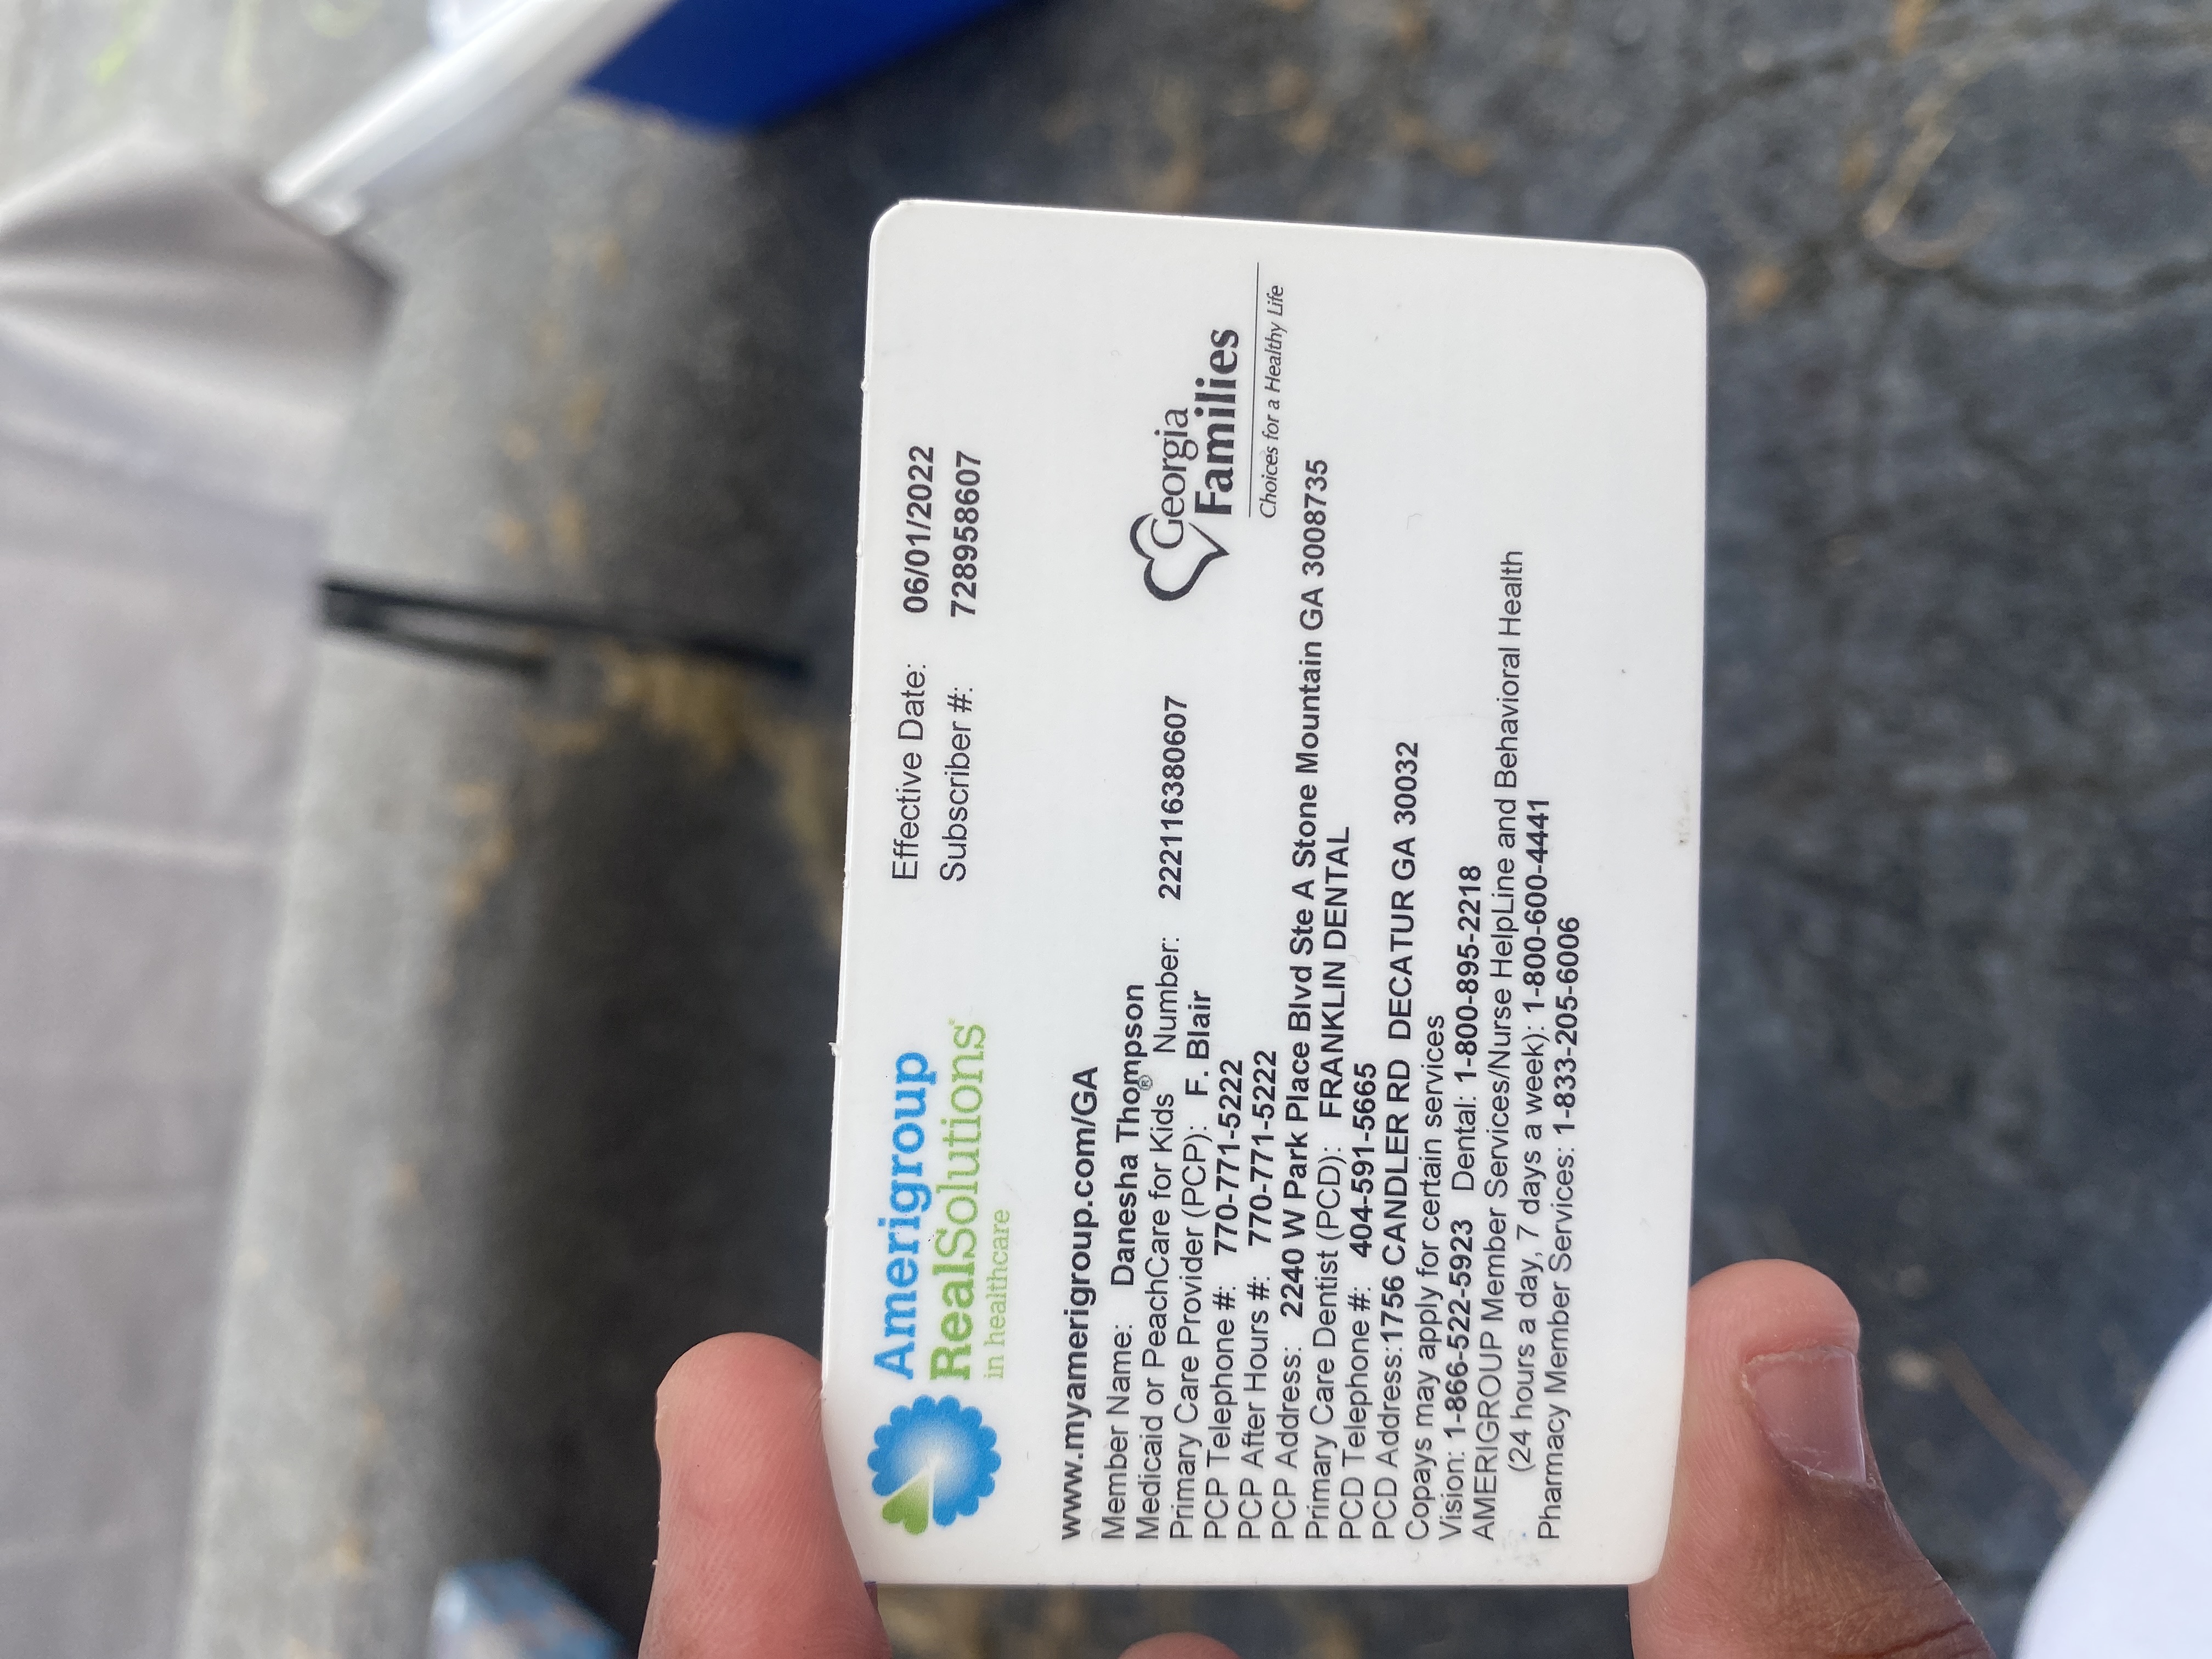 Amerigroup
RealSolutions®
in healthcare
Effective Date: 06/01/2022
Subscriber #: 728958607
www.myamerigroup.com/GA
Member Name: Danesha Thompson
Medicaid or PeachCare for Kids® Number: 222116380607
Primary Care Provider (PCP): F. Blair
PCP Telephone #: 770-771-5222
PCP After Hours #: 770-771-5222
PCP Address: 2240 W Park Place Blvd Ste A Stone Mountain GA 3008735
Primary Care Dentist (PCD): FRANKLIN DENTAL
PCD Telephone #: 404-591-5665
PCD Address:1756 CANDLER RD DECATUR GA 30032
Copays may apply for certain services
Vision: 1-866-522-5923 Dental: 1-800-895-2218
AMERIGROUP Member Services/Nurse HelpLine and Behavioral Health
(24 hours a day, 7 days a week): 1-800-600-4441
Pharmacy Member Services: 1-833-205-6006
Georgia
Families
Choices for a Healthy Life